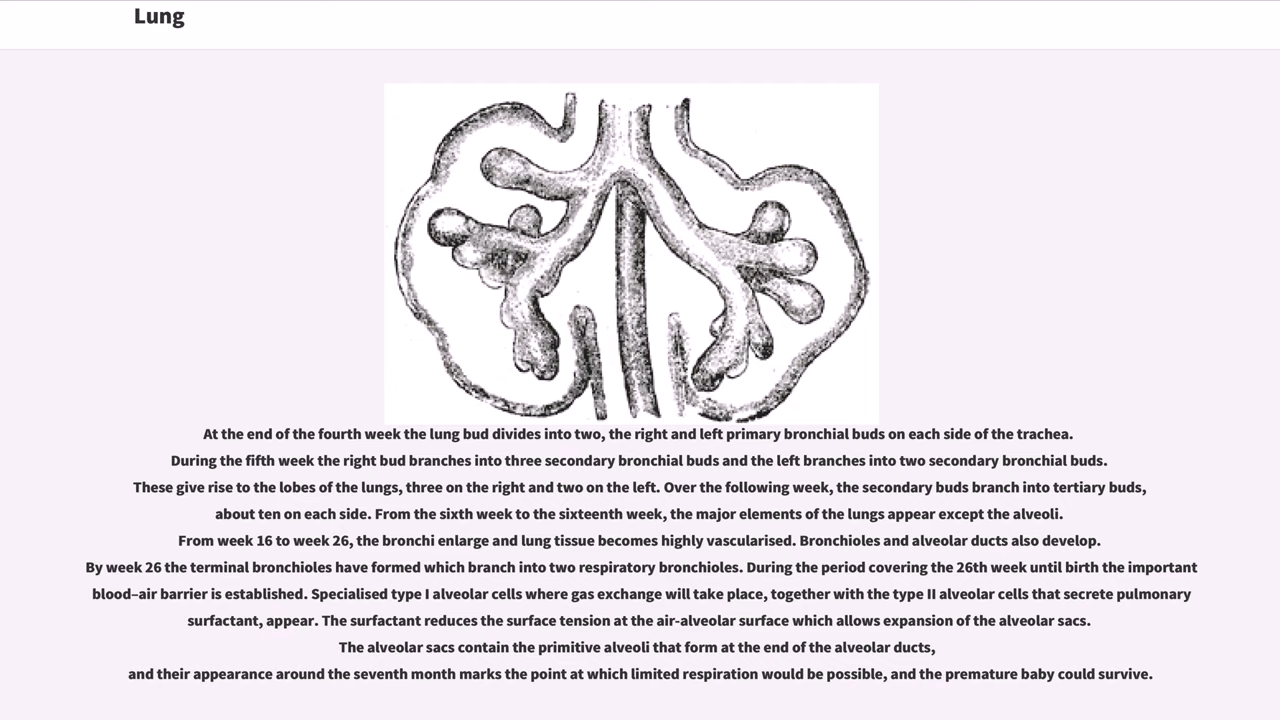 Lung
At the end of the fourth week the lung bud divides into two, the right and left primary bronchial buds on each side of the trachea.
During the fifth week the right bud branches into three secondary bronchial buds and the left branches into two secondary bronchial buds.
These give rise to the lobes of the lungs, three on the right and two on the left. Over the following week, the secondary buds branch into tertiary buds,
about ten on each side. From the sixth week to the sixteenth week, the major elements of the lungs appear except the alveoli.
From week 16 to week 26, the bronchi enlarge and lung tissue becomes highly vascularised. Bronchioles and alveolar ducts also develop.
By week 26 the terminal bronchioles have formed which branch into two respiratory bronchioles. During the period covering the 26th week until birth the important
blood–air barrier is established. Specialised type I alveolar cells where gas exchange will take place, together with the type II alveolar cells that secrete pulmonary
surfactant, appear. The surfactant reduces the surface tension at the air-alveolar surface which allows expansion of the alveolar sacs.
The alveolar sacs contain the primitive alveoli that form at the end of the alveolar ducts,
and their appearance around the seventh month marks the point at which limited respiration would be possible, and the premature baby could survive.